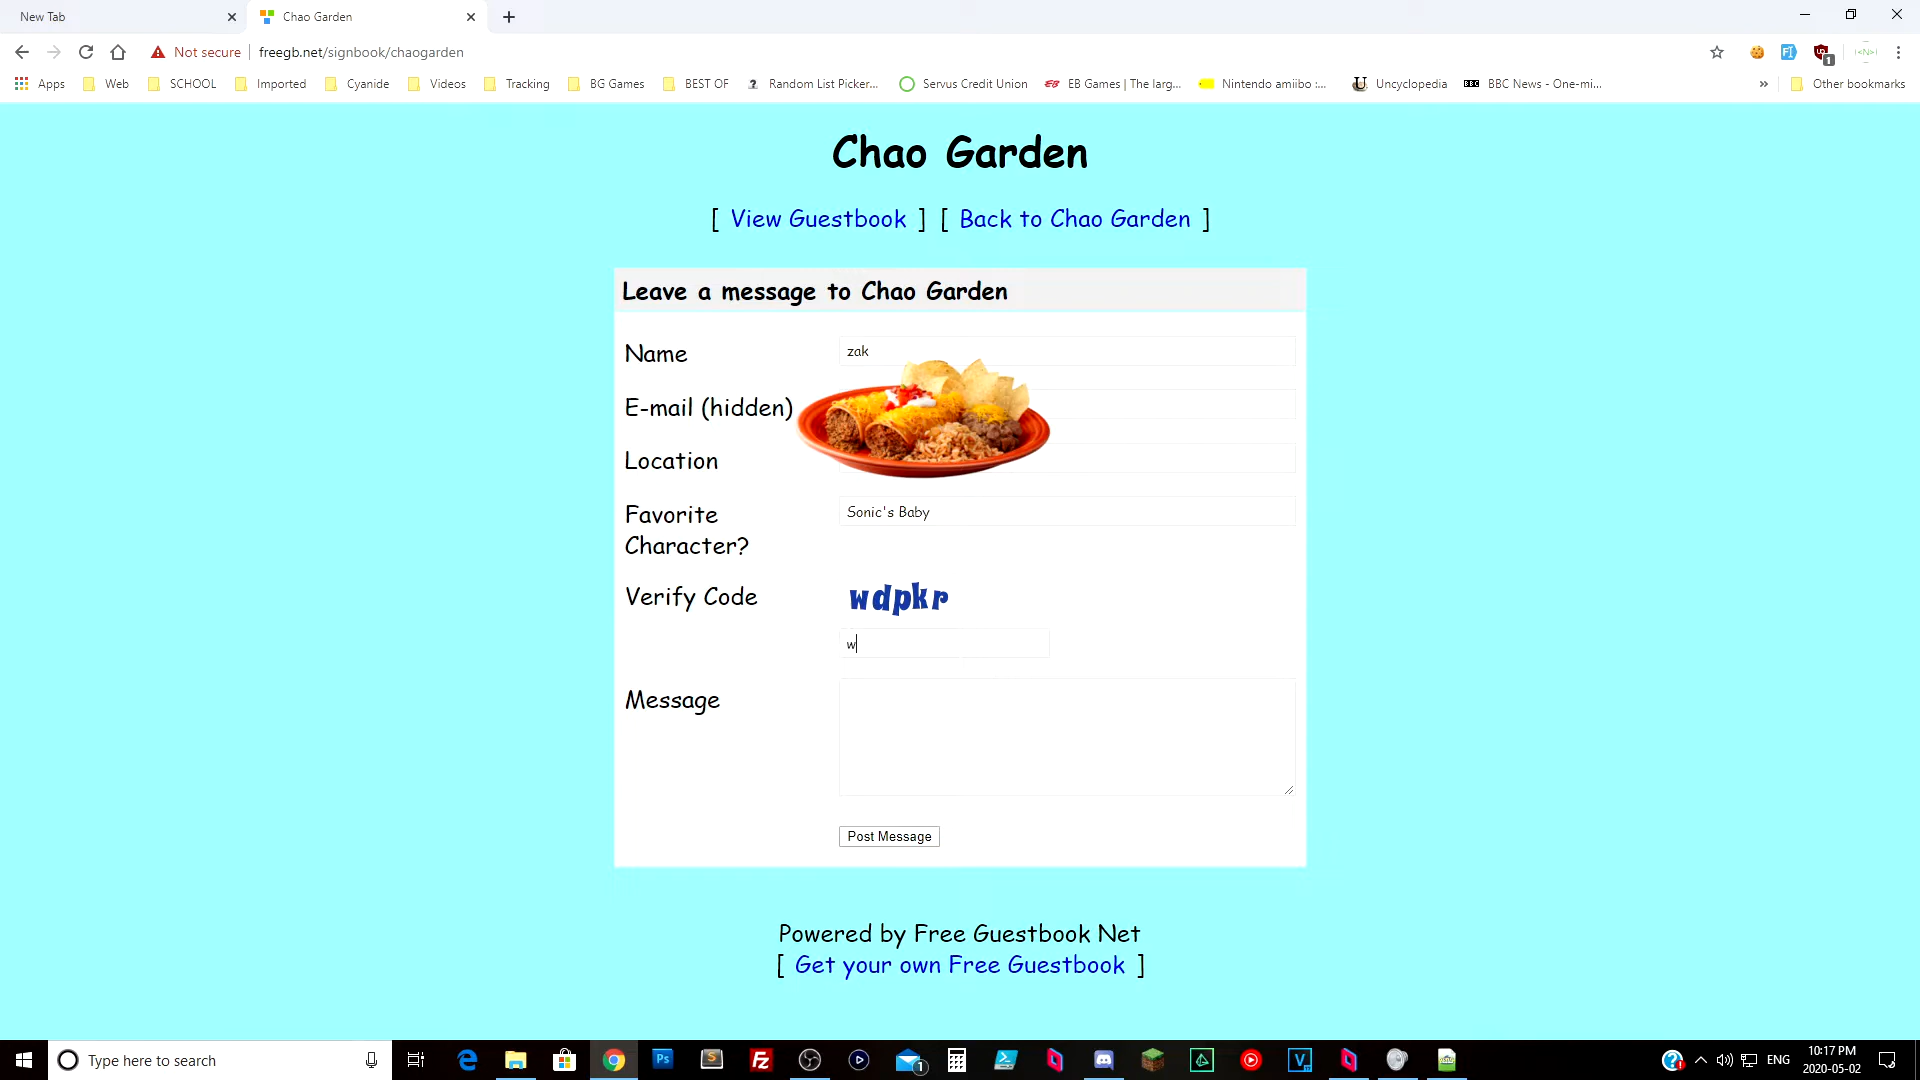 New Tab
Chao Garden
Not secure
freegb.net/signbook/chaogarden
Apps
Web
SCHOOL
Imported
Cyanide
Videos
Tracking
BG Games
BEST OF
Random List Picker...
Servus Credit Union
EB Games | The larg...
Nintendo amiibo :...
Uncyclopedia
BBC News - One-mi...
Other bookmarks
Chao Garden
[ View Guestbook ] [ Back to Chao Garden ]
Leave a message to Chao Garden
Name
zak
E-mail (hidden)
Location
Favorite
Character?
Sonic's Baby
Verify Code
wdpkr
w
Message
Post Message
Powered by Free Guestbook Net
[ Get your own Free Guestbook ]
Type here to search
ENG
10:17 PM
2020-05-02